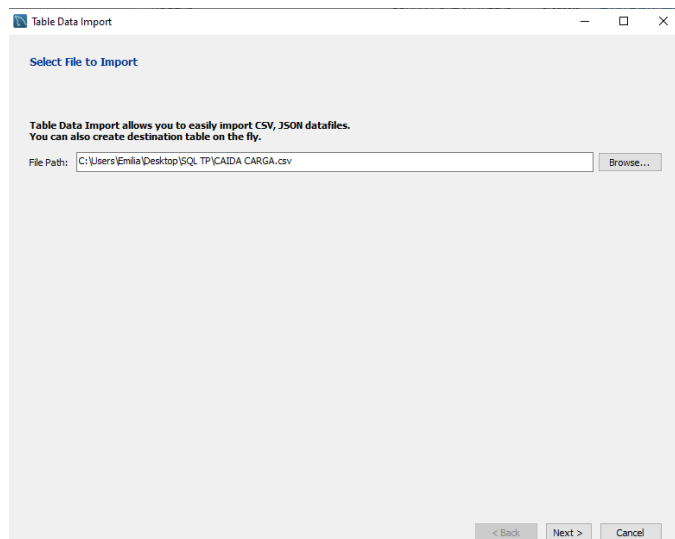 Table Data Import
Select File to Import
Table Data Import allows you to easily import CSV, JSON datafiles.
You can also create destination table on the fly.
File Path: C:\Users\Emilia\Desktop\SQL TP\CAIDA CARGA.csv Browse...
< Back Next > Cancel